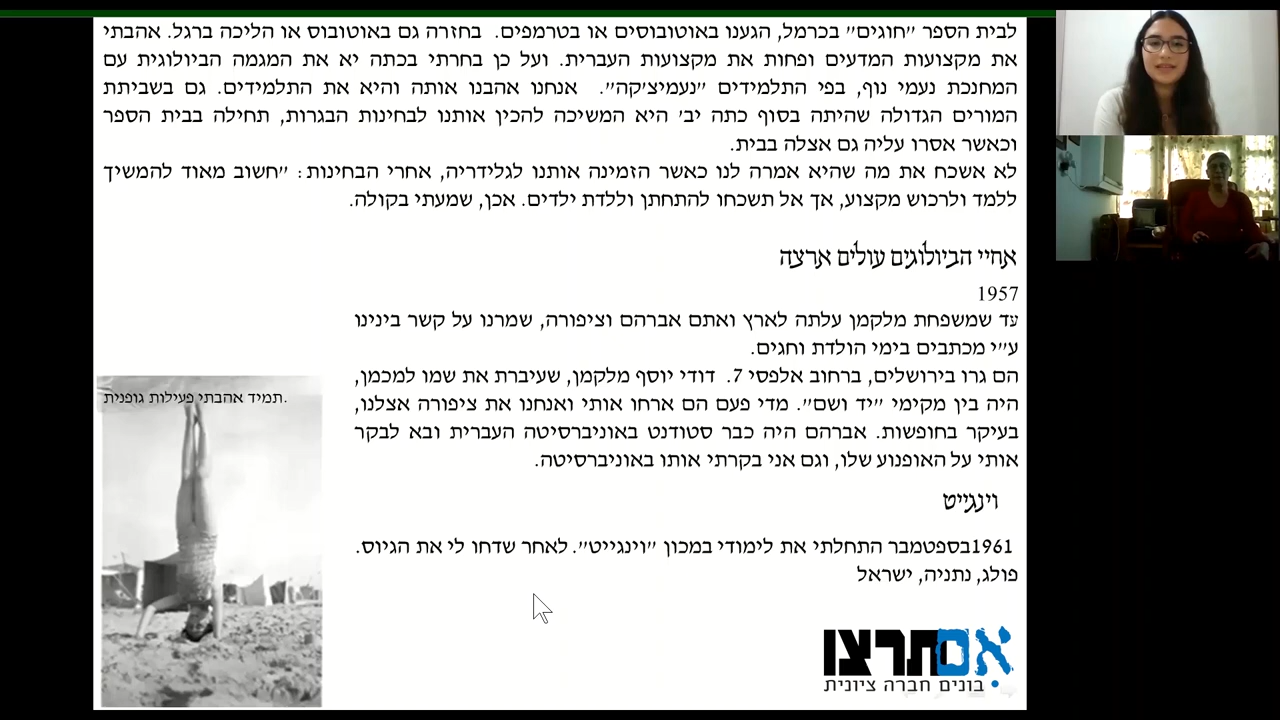 לבית הספר "חוגים" בכרמל, הגענו באוטובוסים או בטרמפים. בחזרה גם באוטובוס או הליכה ברגל. אהבתי
את מקצועות המדעים ופחות את מקצועות העברית. ועל כן בחרתי בכתה יא את המגמה הביולוגית עם
המחנכת נעמי נוף, בפי התלמידים "נעמיצ'קה". אנחנו אהבנו אותה והיא את התלמידים. גם בשביתת
המורים הגדולה שהיתה בסוף כתה יב' היא המשיכה להכין אותנו לבחינות הבגרות, תחילה בבית הספר
וכאשר אסרו עליה גם אצלה בבית.
לא אשכח את מה שהיא אמרה לנו כאשר הזמינה אותנו לגלידריה, אחרי הבחינות: "חשוב מאוד להמשיך
ללמד ולרכוש מקצוע, אך אל תשכחו להתחתן וללדת ילדים. אכן, שמעתי בקולה.
אחיי הביולוגים עולים ארצה
1957
עד שמשפחת מלקמן עלתה לארץ ואתם אברהם וציפורה, שמרנו על קשר בינינו
ע"י מכתבים בימי הולדת וחגים.
הם גרו בירושלים, ברחוב אלפסי 7. דודי יוסף מלקמן, שעיברת את שמו למכמן,
היה בין מקימי "יד ושם". מדי פעם הם ארחו אותי ואנחנו את ציפורה אצלנו,
בעיקר בחופשות. אברהם היה כבר סטודנט באוניברסיטה העברית ובא לבקר
אותי על האופנוע שלו, וגם אני בקרתי אותו באוניברסיטה.
תמיד אהבתי פעילות גופנית.
וינגייט
1961בספטמבר התחלתי את לימודי במכון "וינגייט". לאחר שדחו לי את הגיוס.
פולג, נתניה, ישראל
אם תרצו
בונים חברה ציונית